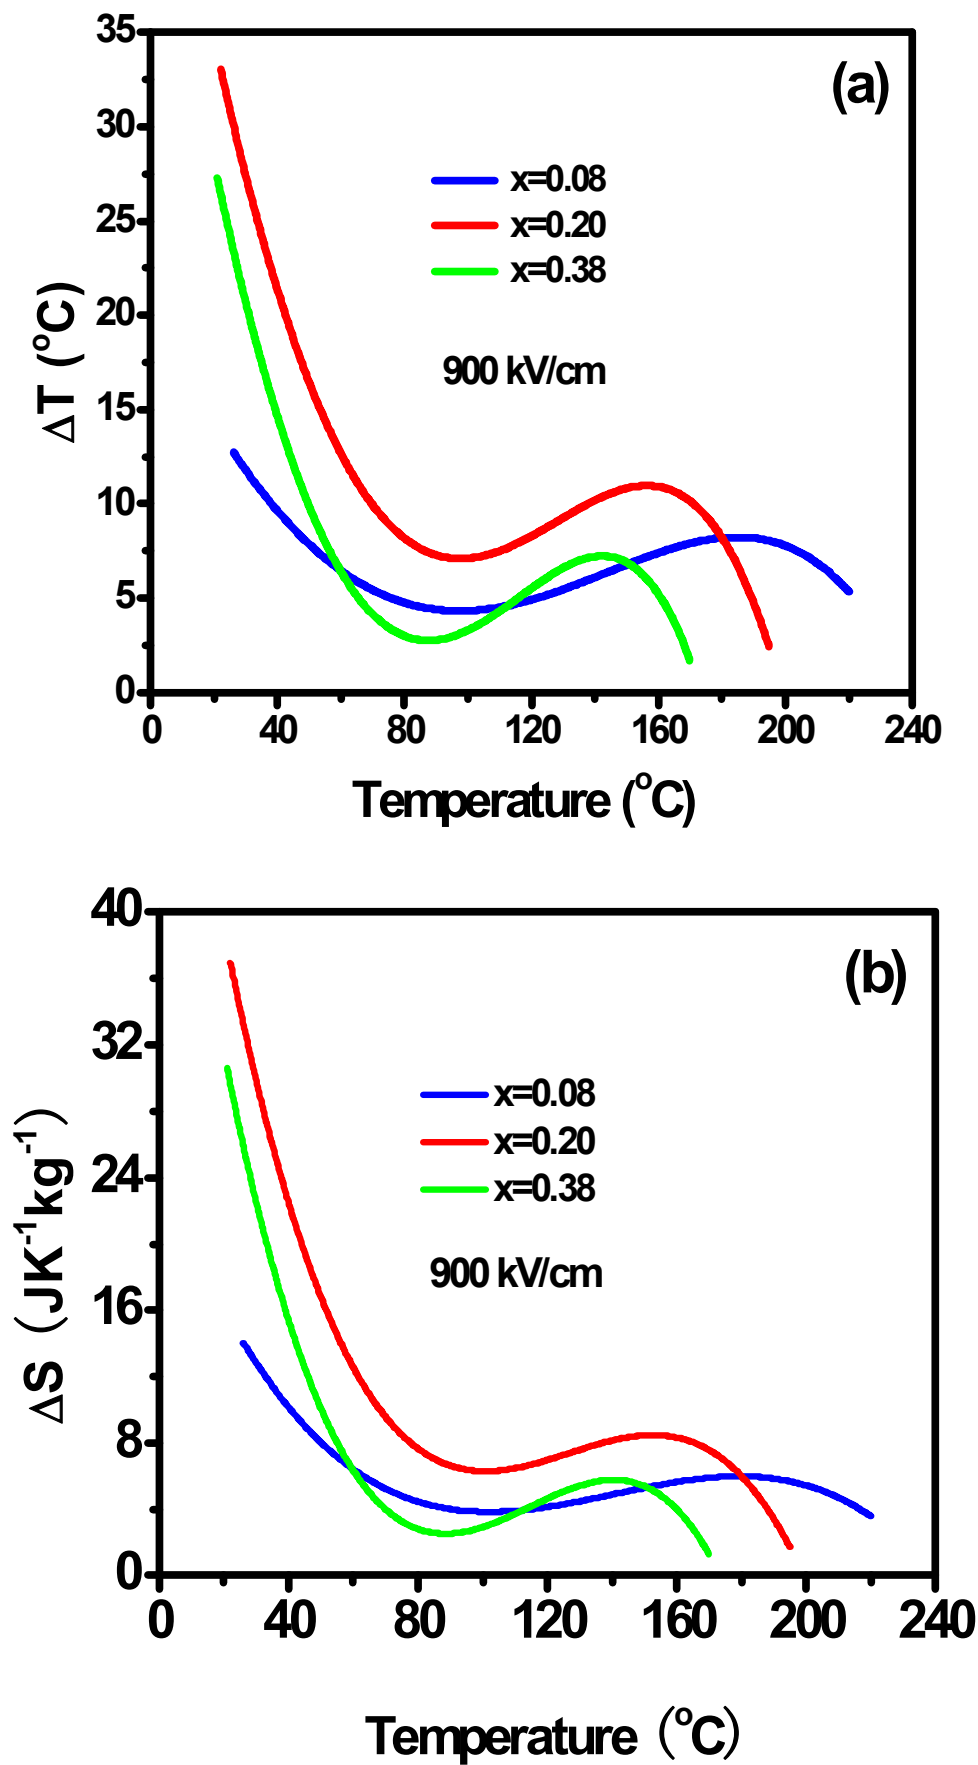 (a)
35
30
25
20
15
10
5
0
x=0.08
x=0.20
x=0.38
900 kV/cm
ΔT (°C)
0 40 80 120 160 200 240
Temperature (°C)
(b)
40
32
24
16
8
0
x=0.08
x=0.20
x=0.38
900 kV/cm
ΔS (JK⁻¹kg⁻¹)
0 40 80 120 160 200 240
Temperature (°C)